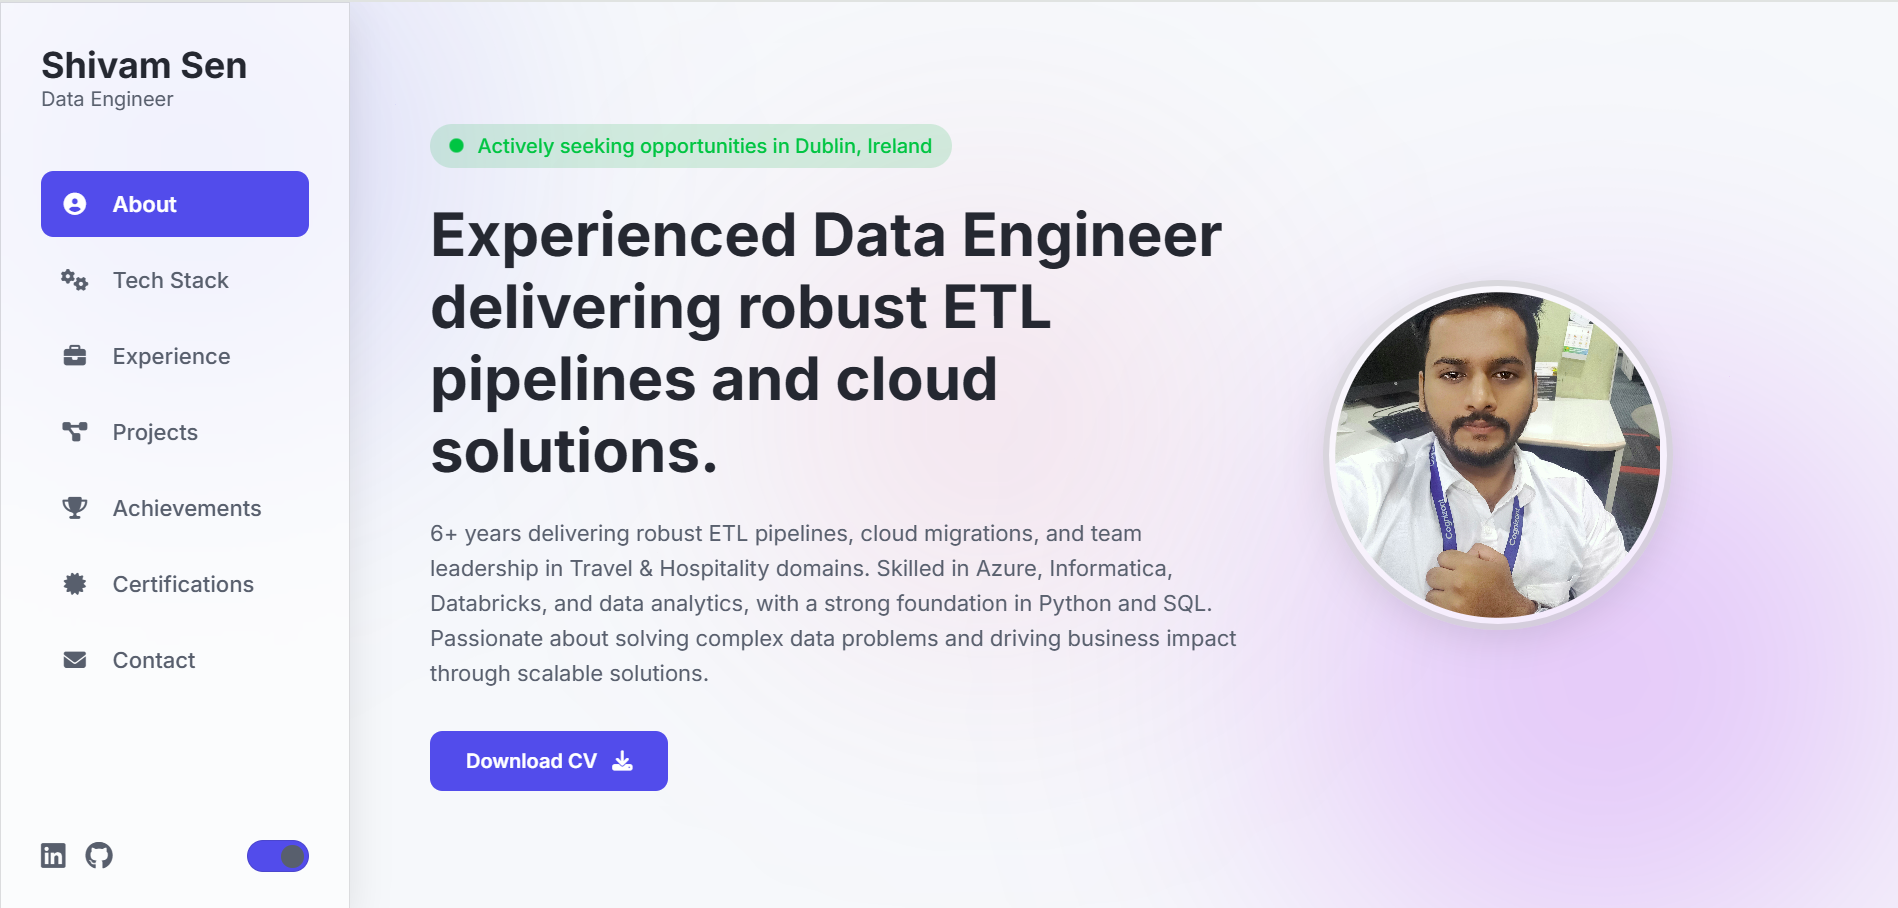 Shivam Sen
Data Engineer
About
Tech Stack
Experience
Projects
Achievements
Certifications
Contact
Actively seeking opportunities in Dublin, Ireland
Experienced Data Engineer
delivering robust ETL
pipelines and cloud
solutions.
6+ years delivering robust ETL pipelines, cloud migrations, and team
leadership in Travel & Hospitality domains. Skilled in Azure, Informatica,
Databricks, and data analytics, with a strong foundation in Python and SQL.
Passionate about solving complex data problems and driving business impact
through scalable solutions.
Download CV
in
Cognizant
Cognizant